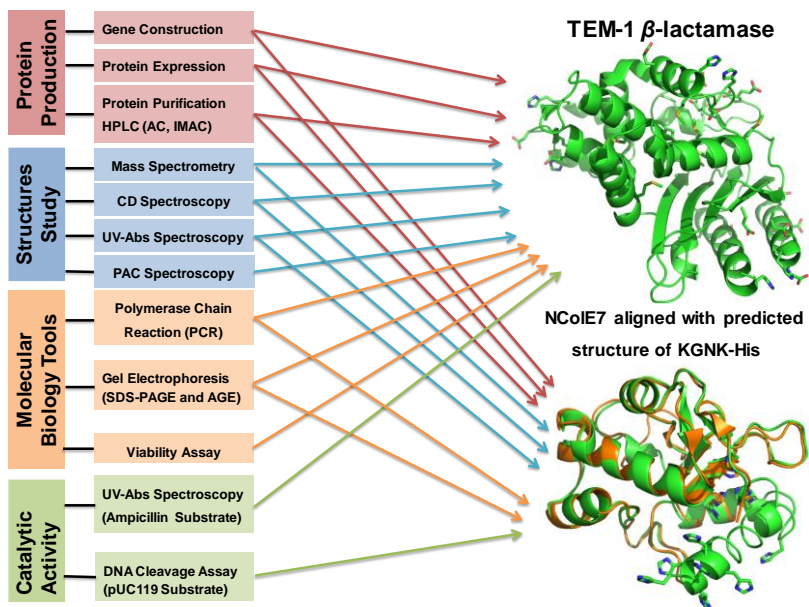 Protein
Production
Gene Construction
Protein Expression
Protein Purification
HPLC (AC, IMAC)
Structures
Study
Mass Spectrometry
CD Spectroscopy
UV-Abs Spectroscopy
PAC Spectroscopy
Molecular
Biology Tools
Polymerase Chain
Reaction (PCR)
Gel Electrophoresis
(SDS-PAGE and AGE)
Viability Assay
Catalytic
Activity
UV-Abs Spectroscopy
(Ampicillin Substrate)
DNA Cleavage Assay
(pUC119 Substrate)
TEM-1 β-lactamase
NColE7 aligned with predicted
structure of KGNK-His